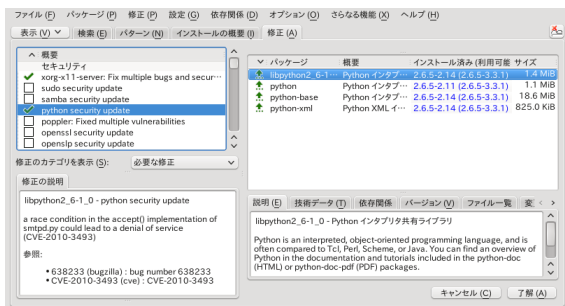 ファイル (F) パッケージ (P) 修正 (P) 設定 (G) 依存関係 (D) オプション (O) さらなる機能 (X) ヘルプ (H)
表示 (V) 検索 (E) パターン (N) インストールの概要 (I) 修正 (A)
概要
セキュリティ
xorg-x11-server: Fix multiple bugs and secur…
sudo security update
samba security update
python security update
poppler: Fixed multiple vulnerabilities
openssl security update
openslp security update
修正のカテゴリを表示 (S): 必要な修正
修正の説明
libpython2_6-1_0 - python security update
a race condition in the accept() implementation of
smtpd.py could lead to a denial of service
(CVE-2010-3493)
参照:
• 638233 (bugzilla) : bug number 638233
• CVE-2010-3493 (cve) : CVE-2010-3493
パッケージ 概要 インストール済み (利用可能 サイズ
libpython2_6-1… Python インタプ… 2.6.5-2.14 (2.6.5-3.3.1) 1.4 MiB
python Python インタプ… 2.6.5-2.11 (2.6.5-3.3.1) 1.1 MiB
python-base Python インタプ… 2.6.5-2.14 (2.6.5-3.3.1) 18.6 MiB
python-xml Python XML イ… 2.6.5-2.11 (2.6.5-3.3.1) 825.0 KiB
説明 (E) 技術データ (T) 依存関係 バージョン (V) ファイル一覧 変
libpython2_6-1_0 - Python インタプリタ共有ライブラリ
Python is an interpreted, object-oriented programming language, and is
often compared to Tcl, Perl, Scheme, or Java. You can find an overview of
Python in the documentation and tutorials included in the python-doc
(HTML) or python-doc-pdf (PDF) packages.
キャンセル (C) 了解 (A)